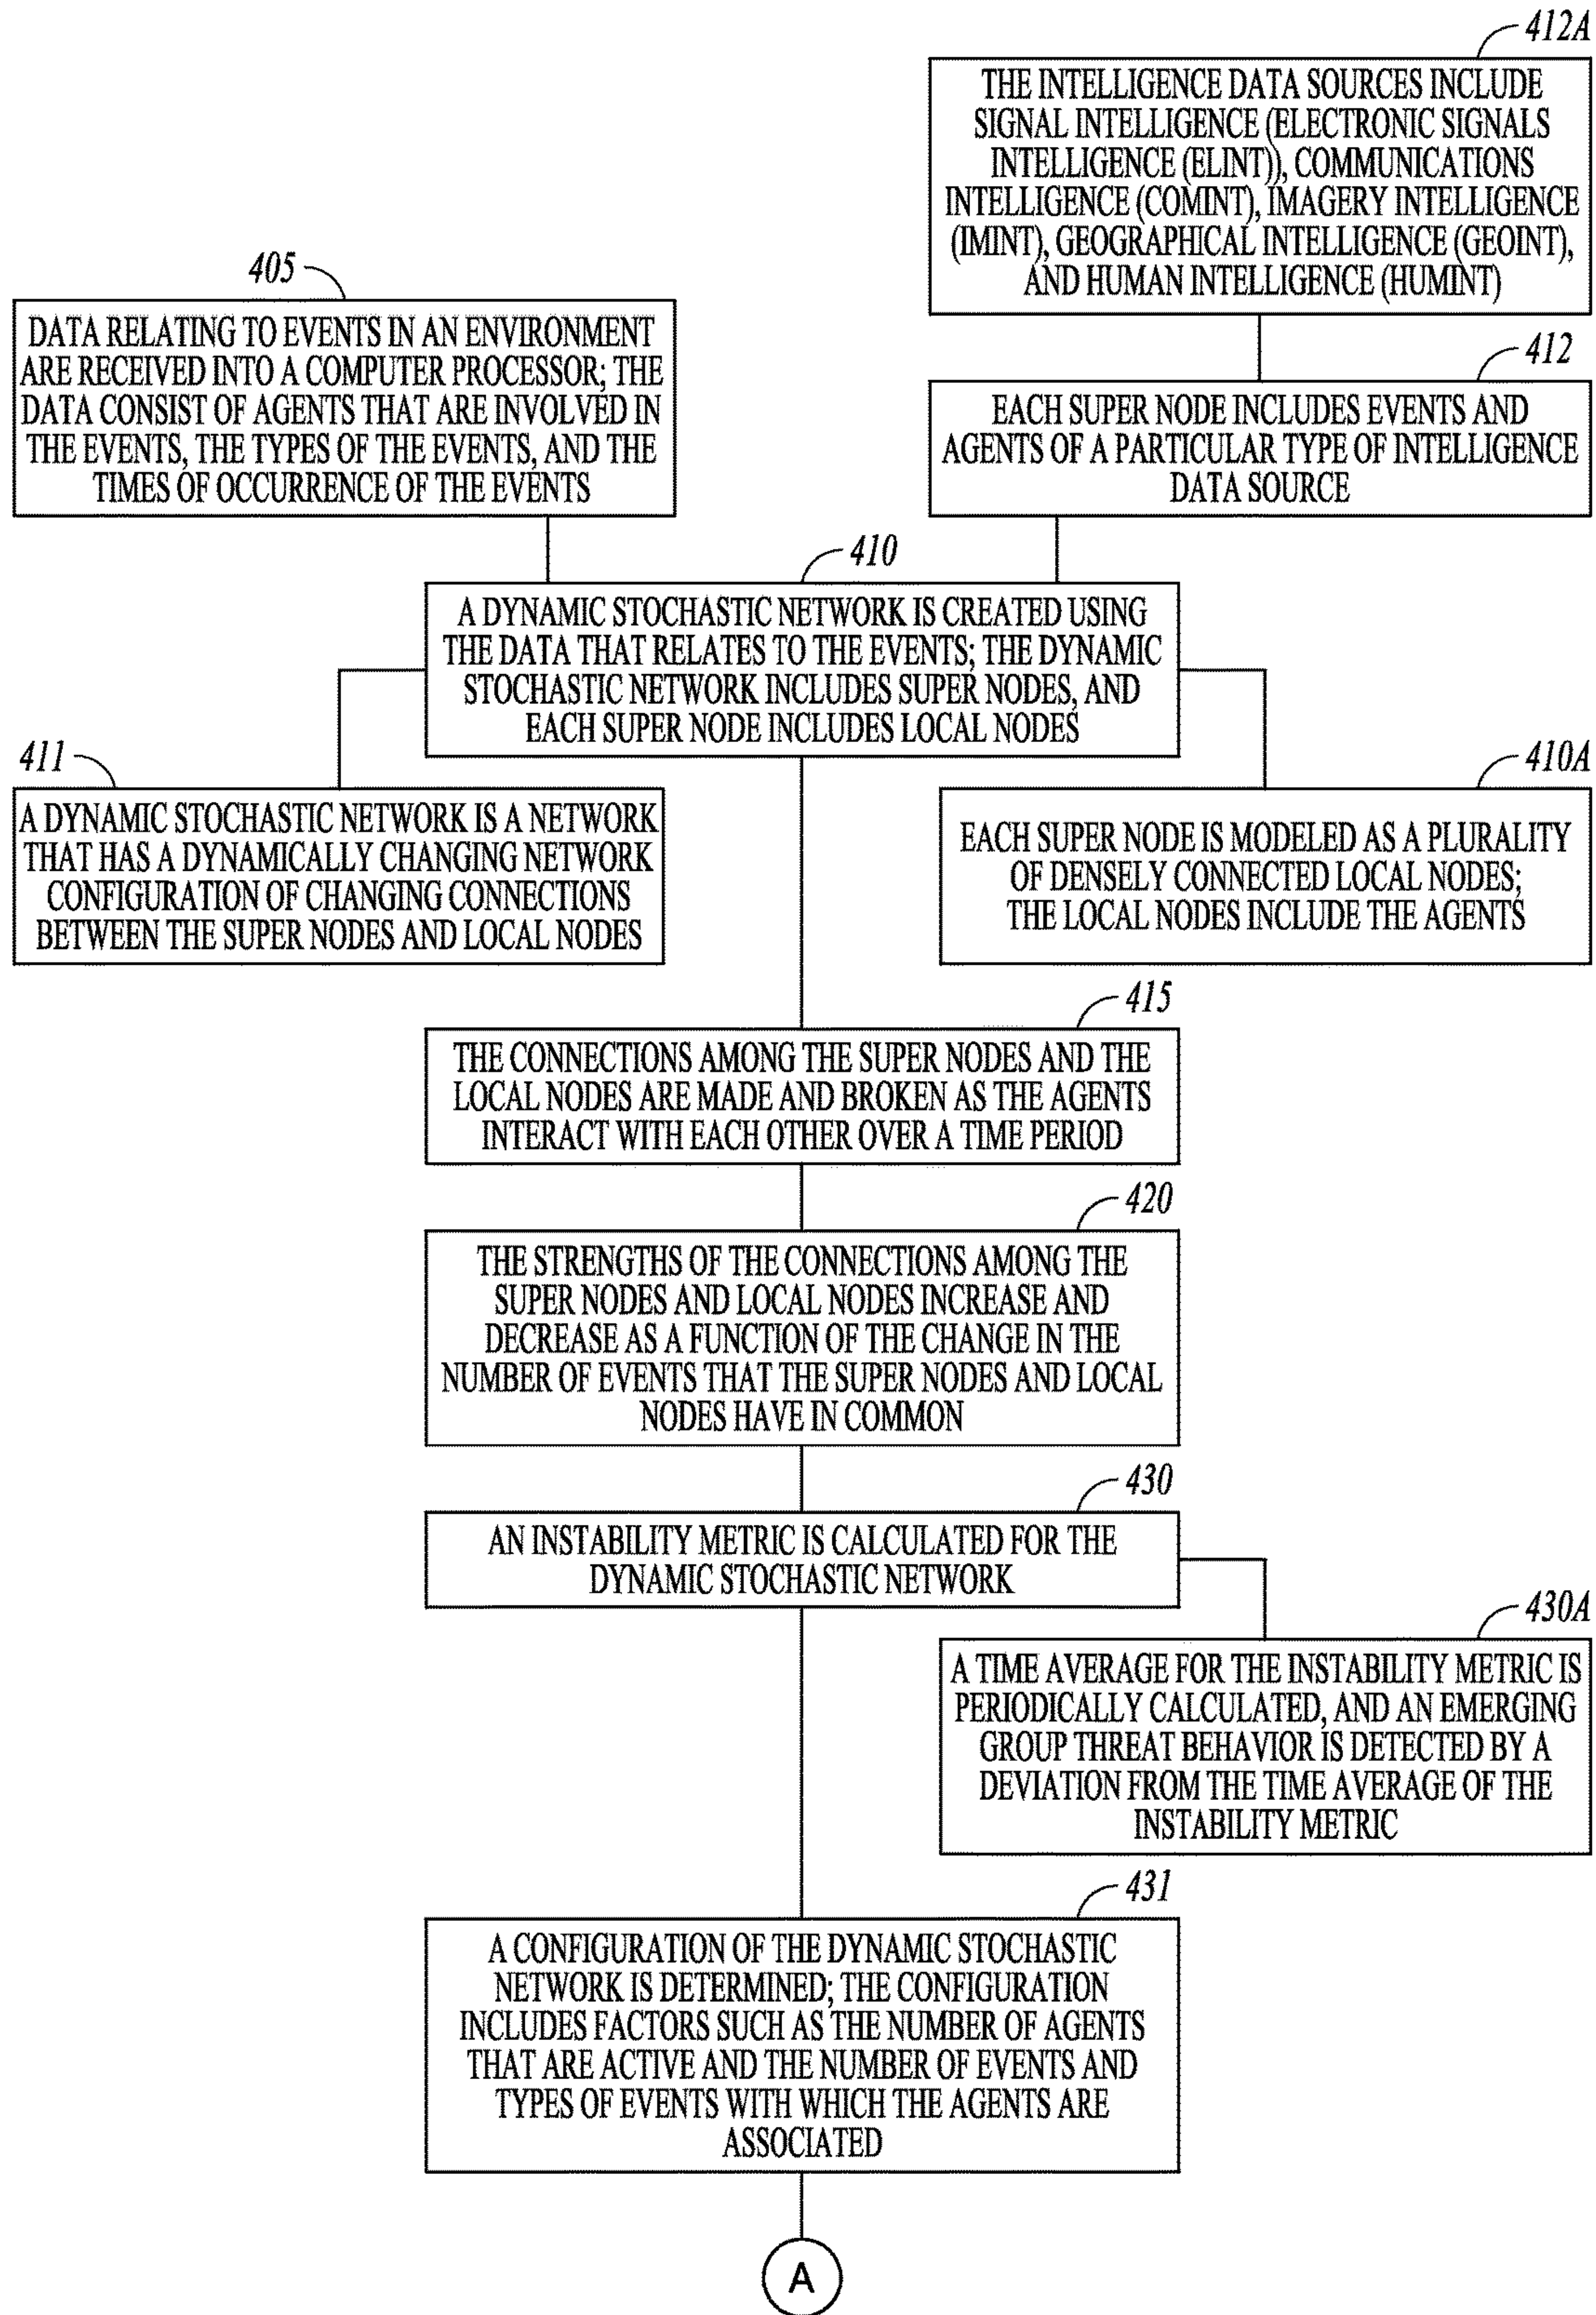 412A
THE INTELLIGENCE DATA SOURCES INCLUDE
SIGNAL INTELLIGENCE (ELECTRONIC SIGNALS
INTELLIGENCE (ELINT)), COMMUNICATIONS
INTELLIGENCE (COMINT), IMAGERY INTELLIGENCE
(IMINT), GEOGRAPHICAL INTELLIGENCE (GEOINT),
AND HUMAN INTELLIGENCE (HUMINT)
405
DATA RELATING TO EVENTS IN AN ENVIRONMENT
ARE RECEIVED INTO A COMPUTER PROCESSOR; THE
DATA CONSIST OF AGENTS THAT ARE INVOLVED IN
THE EVENTS, THE TYPES OF THE EVENTS, AND THE
TIMES OF OCCURRENCE OF THE EVENTS
412
EACH SUPER NODE INCLUDES EVENTS AND
AGENTS OF A PARTICULAR TYPE OF INTELLIGENCE
DATA SOURCE
410
A DYNAMIC STOCHASTIC NETWORK IS CREATED USING
THE DATA THAT RELATES TO THE EVENTS; THE DYNAMIC
STOCHASTIC NETWORK INCLUDES SUPER NODES, AND
EACH SUPER NODE INCLUDES LOCAL NODES
411
A DYNAMIC STOCHASTIC NETWORK IS A NETWORK
THAT HAS A DYNAMICALLY CHANGING NETWORK
CONFIGURATION OF CHANGING CONNECTIONS
BETWEEN THE SUPER NODES AND LOCAL NODES
410A
EACH SUPER NODE IS MODELED AS A PLURALITY
OF DENSELY CONNECTED LOCAL NODES;
THE LOCAL NODES INCLUDE THE AGENTS
415
THE CONNECTIONS AMONG THE SUPER NODES AND THE
LOCAL NODES ARE MADE AND BROKEN AS THE AGENTS
INTERACT WITH EACH OTHER OVER A TIME PERIOD
420
THE STRENGTHS OF THE CONNECTIONS AMONG THE
SUPER NODES AND LOCAL NODES INCREASE AND
DECREASE AS A FUNCTION OF THE CHANGE IN THE
NUMBER OF EVENTS THAT THE SUPER NODES AND LOCAL
NODES HAVE IN COMMON
430
AN INSTABILITY METRIC IS CALCULATED FOR THE
DYNAMIC STOCHASTIC NETWORK
430A
A TIME AVERAGE FOR THE INSTABILITY METRIC IS
PERIODICALLY CALCULATED, AND AN EMERGING
GROUP THREAT BEHAVIOR IS DETECTED BY A
DEVIATION FROM THE TIME AVERAGE OF THE
INSTABILITY METRIC
431
A CONFIGURATION OF THE DYNAMIC STOCHASTIC
NETWORK IS DETERMINED; THE CONFIGURATION
INCLUDES FACTORS SUCH AS THE NUMBER OF AGENTS
THAT ARE ACTIVE AND THE NUMBER OF EVENTS AND
TYPES OF EVENTS WITH WHICH THE AGENTS ARE
ASSOCIATED
A